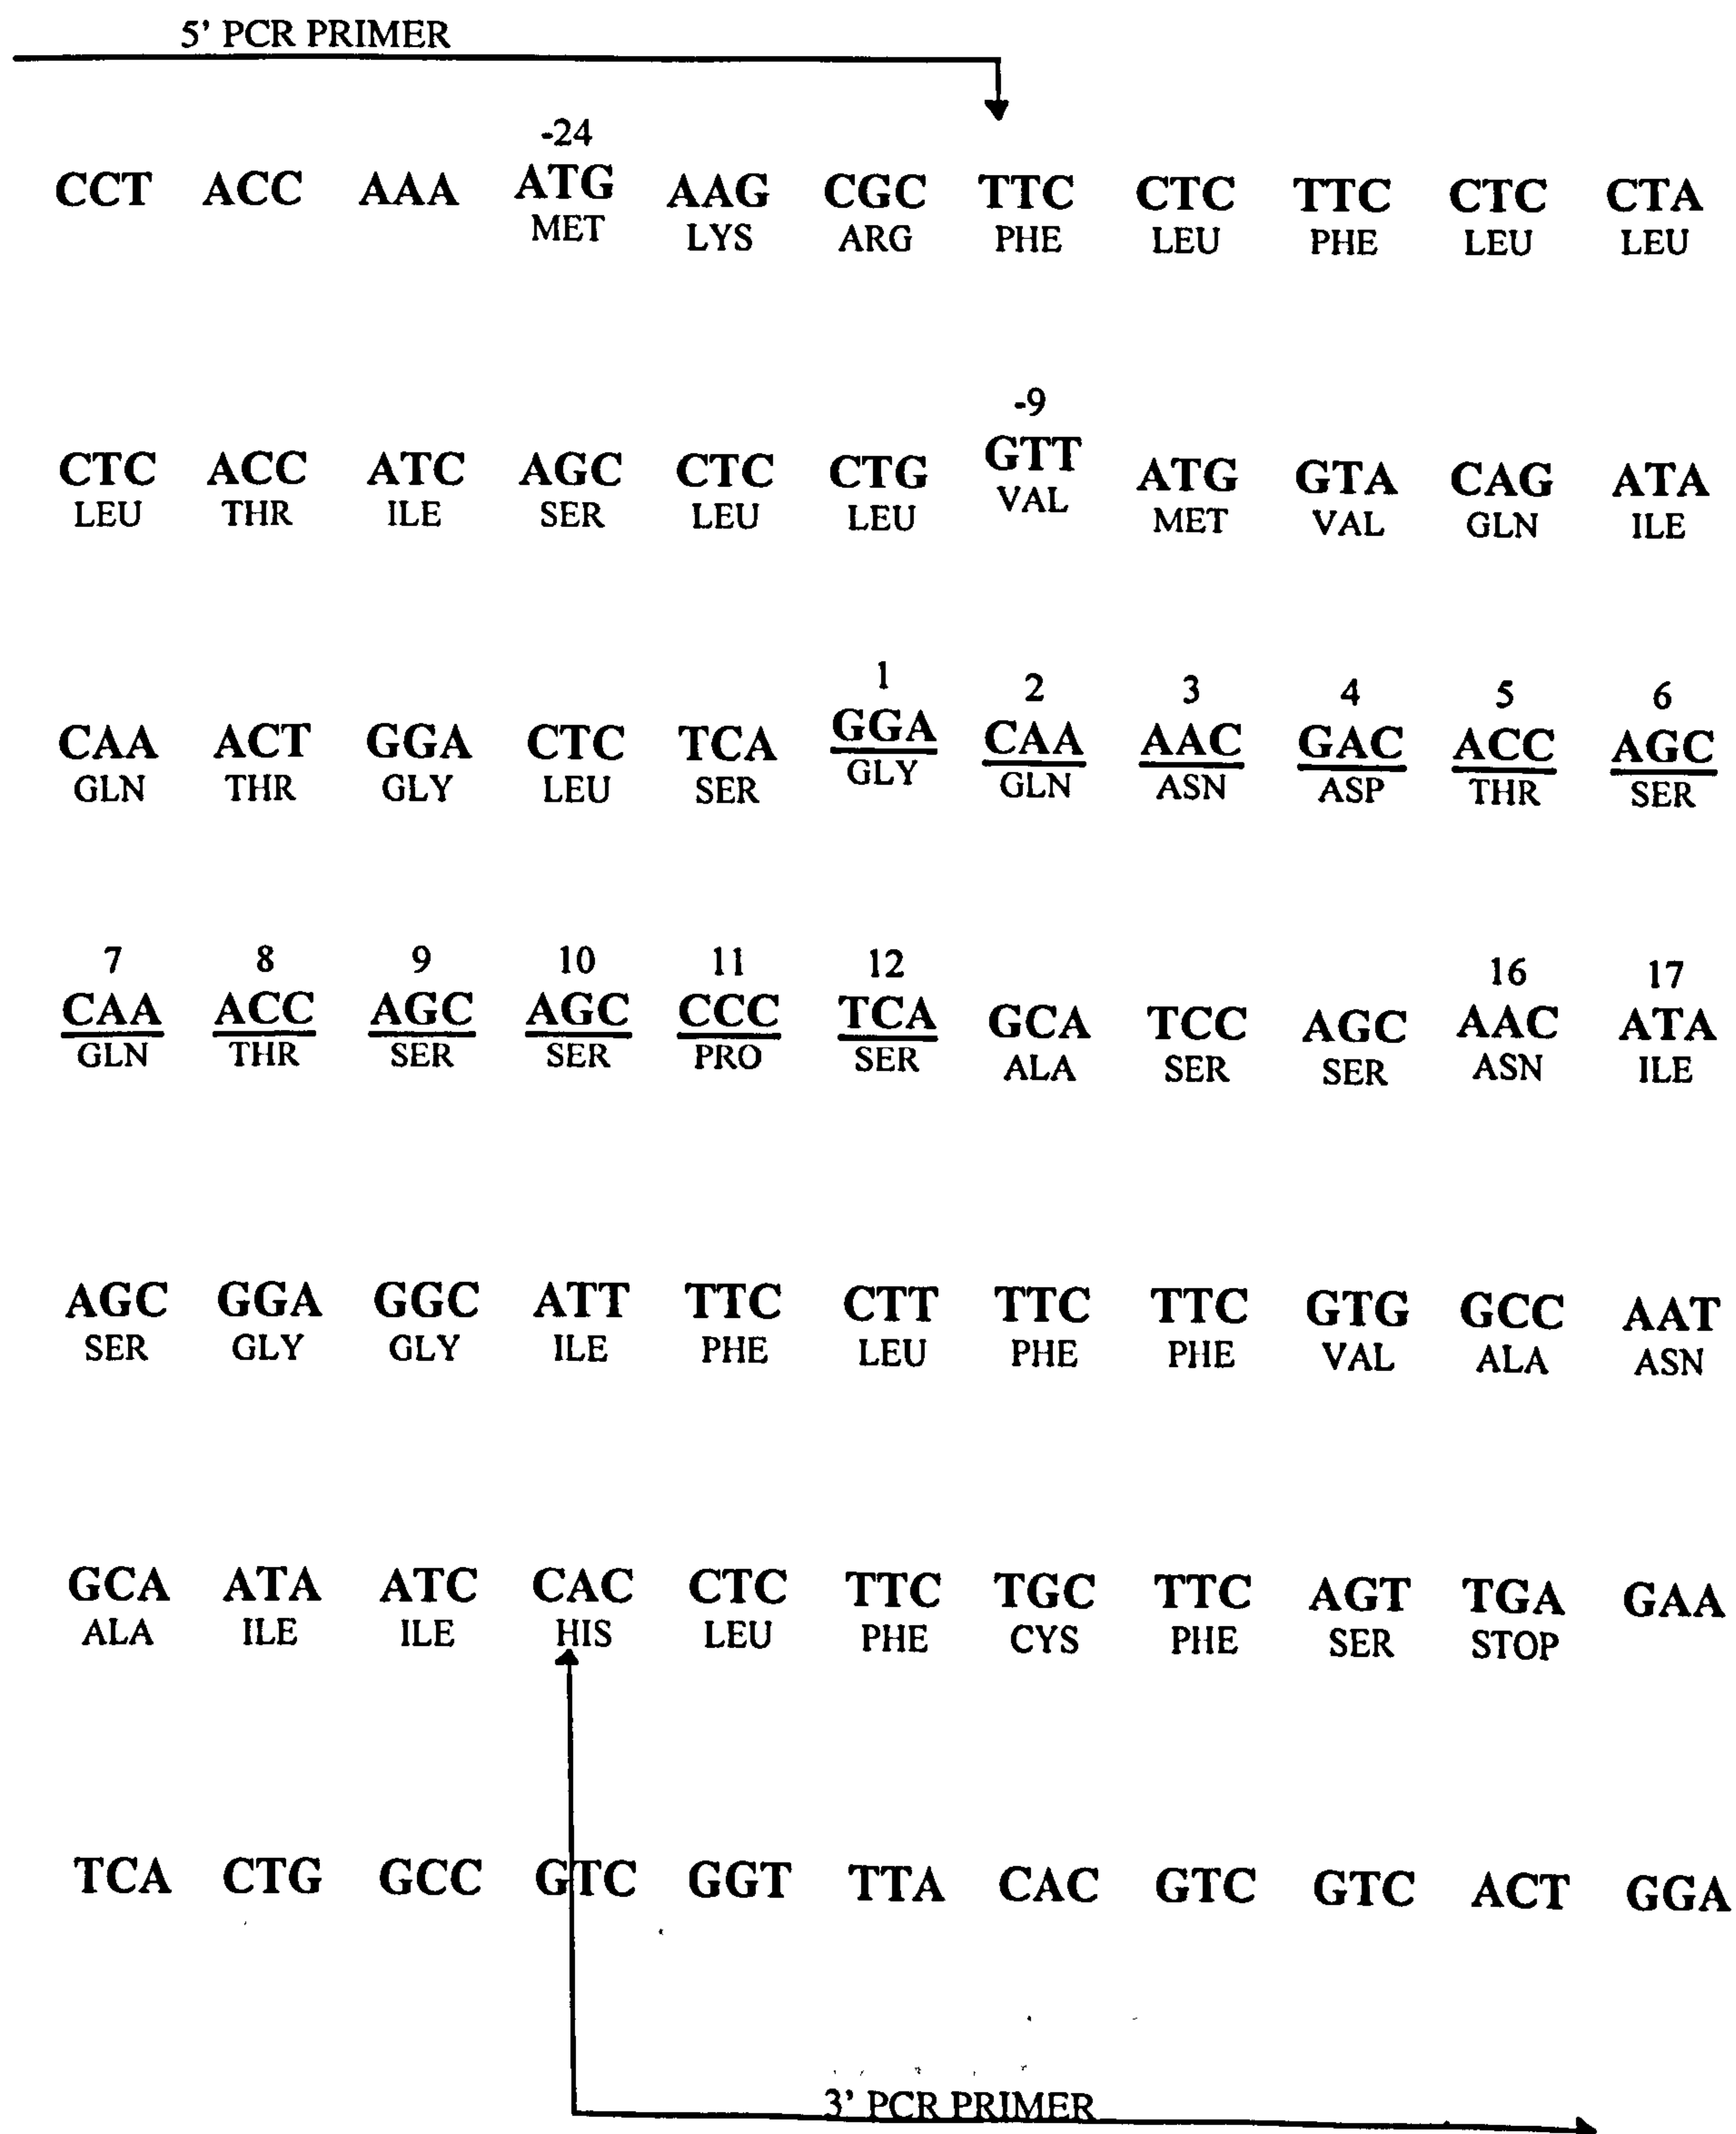 5' PCR PRIMER
-24
CCT ACC AAA ATG AAG CGC TTC CTC TTC CTC CTA
MET LYS ARG PHE LEU PHE LEU LEU
-9
CTC ACC ATC AGC CTC CTG GTT ATG GTA CAG ATA
LEU THR ILE SER LEU LEU VAL MET VAL GLN ILE
1 2 3 4 5 6
CAA ACT GGA CTC TCA GGA CAA AAC GAC ACC AGC
GLN THR GLY LEU SER GLY GLN ASN ASP THR SER
7 8 9 10 11 12 16 17
CAA ACC AGC AGC CCC TCA GCA TCC AGC AAC ATA
GLN THR SER SER PRO SER ALA SER SER ASN ILE
AGC GGA GGC ATT TTC CTT TTC TTC GTG GCC AAT
SER GLY GLY ILE PHE LEU PHE PHE VAL ALA ASN
GCA ATA ATC CAC CTC TTC TGC TTC AGT TGA GAA
ALA ILE ILE HIS LEU PHE CYS PHE SER STOP
TCA CTG GCC GTC GGT TTA CAC GTC GTC ACT GGA
3' PCR PRIMER